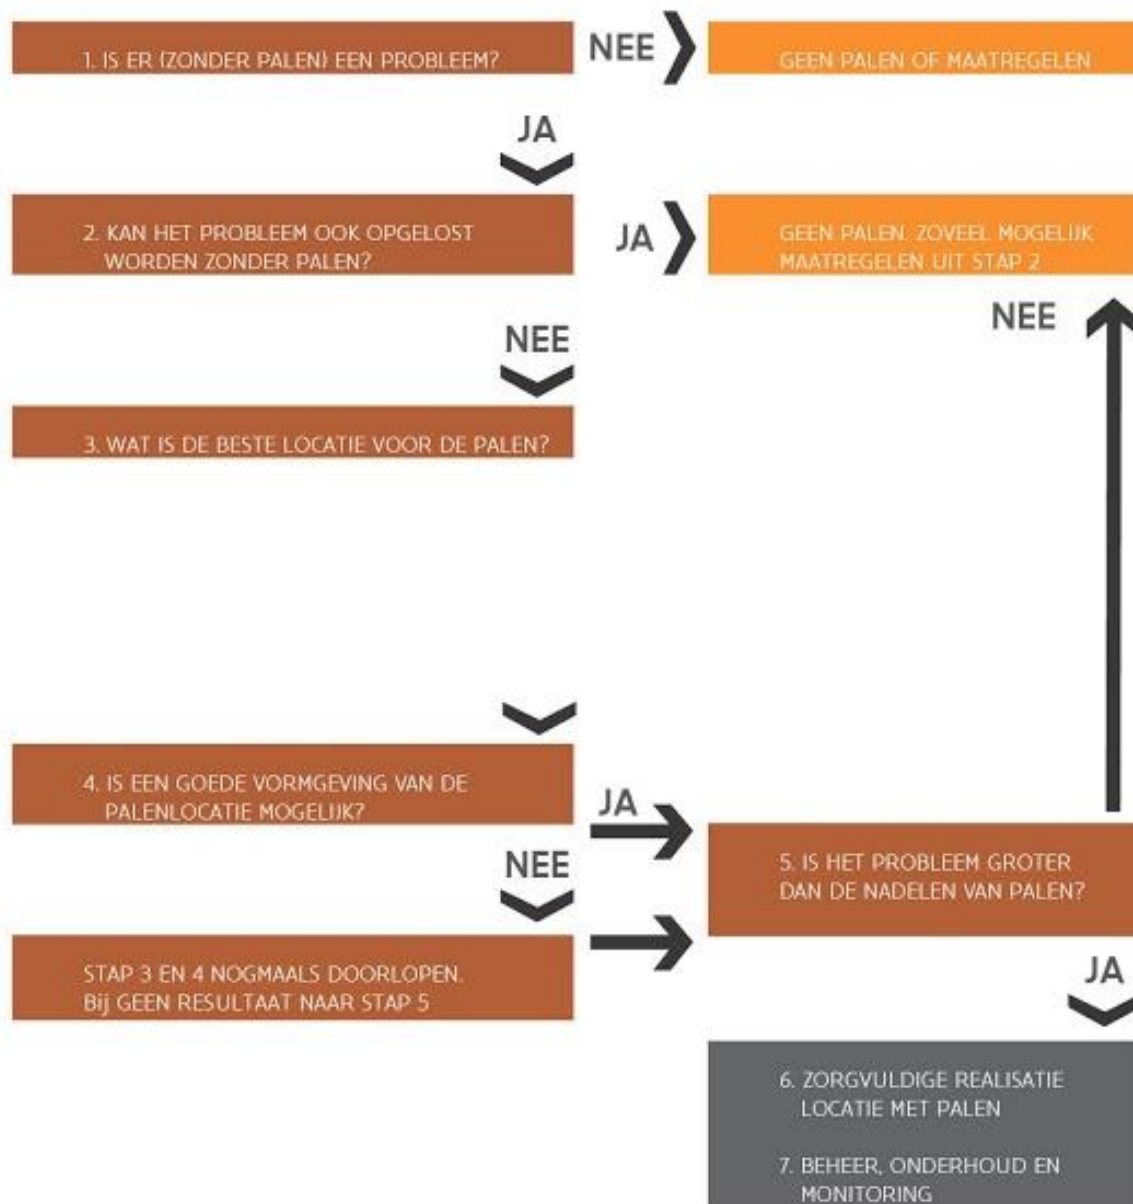 1. IS ER (ZONDER PALEN) EEN PROBLEEM?
NEE
GEEN PALEN OF MAATREGELEN
JA
2. KAN HET PROBLEEM OOK OPGELOST
WORDEN ZONDER PALEN?
JA
GEEN PALEN. ZOVEEL MOGELIJK
MAATREGELEN UIT STAP 2
NEE
NEE
3. WAT IS DE BESTE LOCATIE VOOR DE PALEN?
4. IS EEN GOEDE VORMGEVING VAN DE
PALENLOCATIE MOGELIJK?
JA
NEE
5. IS HET PROBLEEM GROTER
DAN DE NADELEN VAN PALEN?
STAP 3 EN 4 NOGMAALS DOORLOPEN.
Bij GEEN RESULTAAT NAAR STAP 5
JA
6. ZORGVULDIGE REALISATIE
LOCATIE MET PALEN
7. BEHEER, ONDERHOUD EN
MONITORING